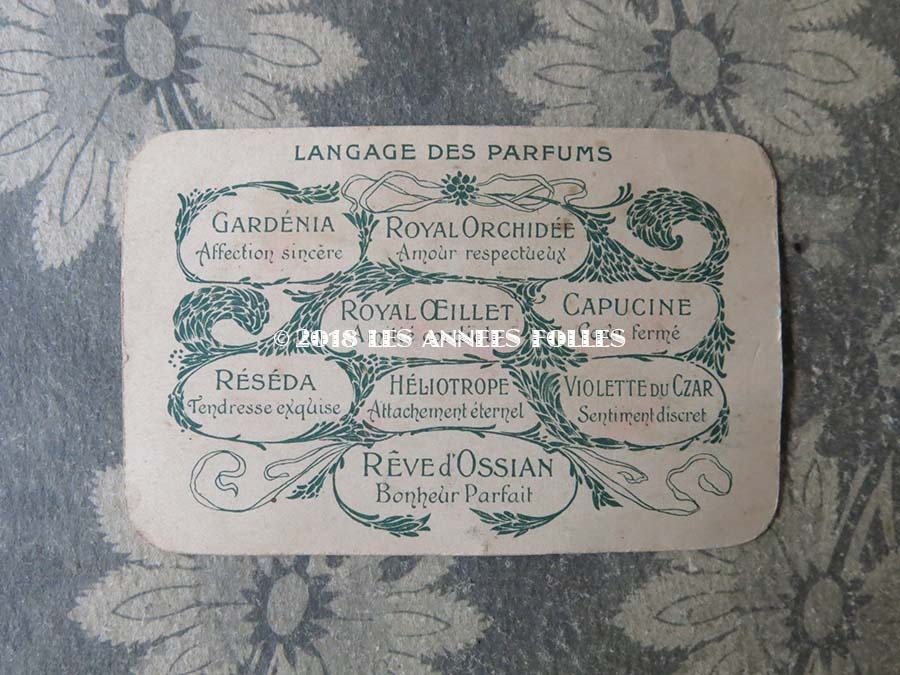 LANGAGE DES PARFUMS
GARDÉNIA
Affection sincère
ROYAL ORCHIDÉE
Amour respectueux
ROYAL ŒILLET
CAPUCINE
fermé
© 2018 LES ANNEES FOLLES
RÉSÉDA
Tendresse exquise
HÉLIOTROPE
Attachement éternel
VIOLETTE DU CZAR
Sentiment discret
RÊVE d'OSSIAN
Bonheur Parfait